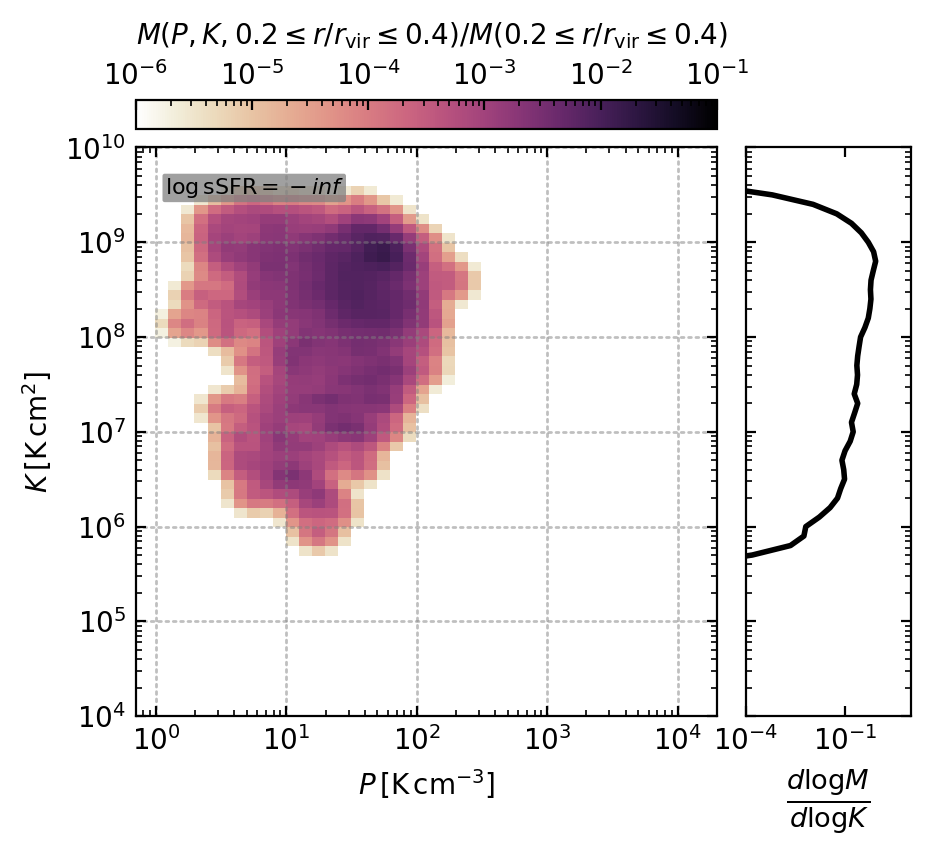 M(P, K, 0.2 ≤ r/r_vir ≤ 0.4)/M(0.2 ≤ r/r_vir ≤ 0.4)
10^−6 10^−5 10^−4 10^−3 10^−2 10^−1
10^10
log sSFR = −inf
10^9
10^8
10^7
10^6
10^5
10^4
K [K cm^2]
10^0 10^1 10^2 10^3 10^4 10^−4 10^−1
P [K cm^−3]
dlogM
dlogK